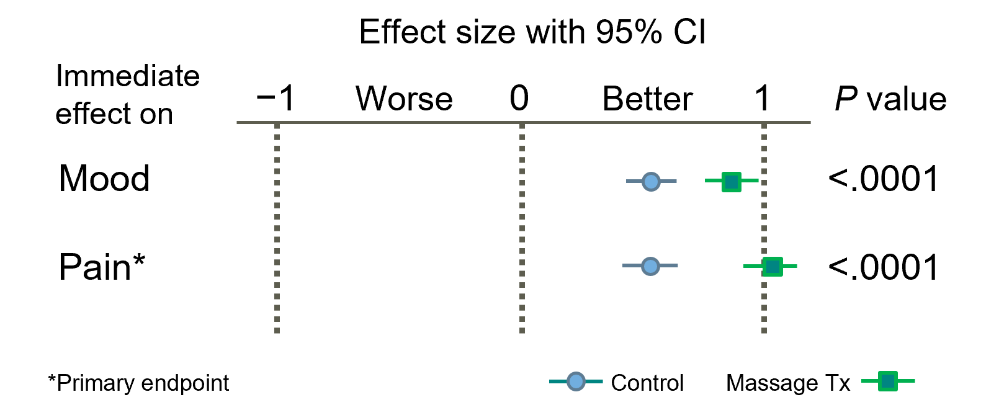 Effect size with 95% CI
Immediate
effect on
−1 Worse 0 Better 1 P value
Mood <.0001
Pain* <.0001
*Primary endpoint Control Massage Tx